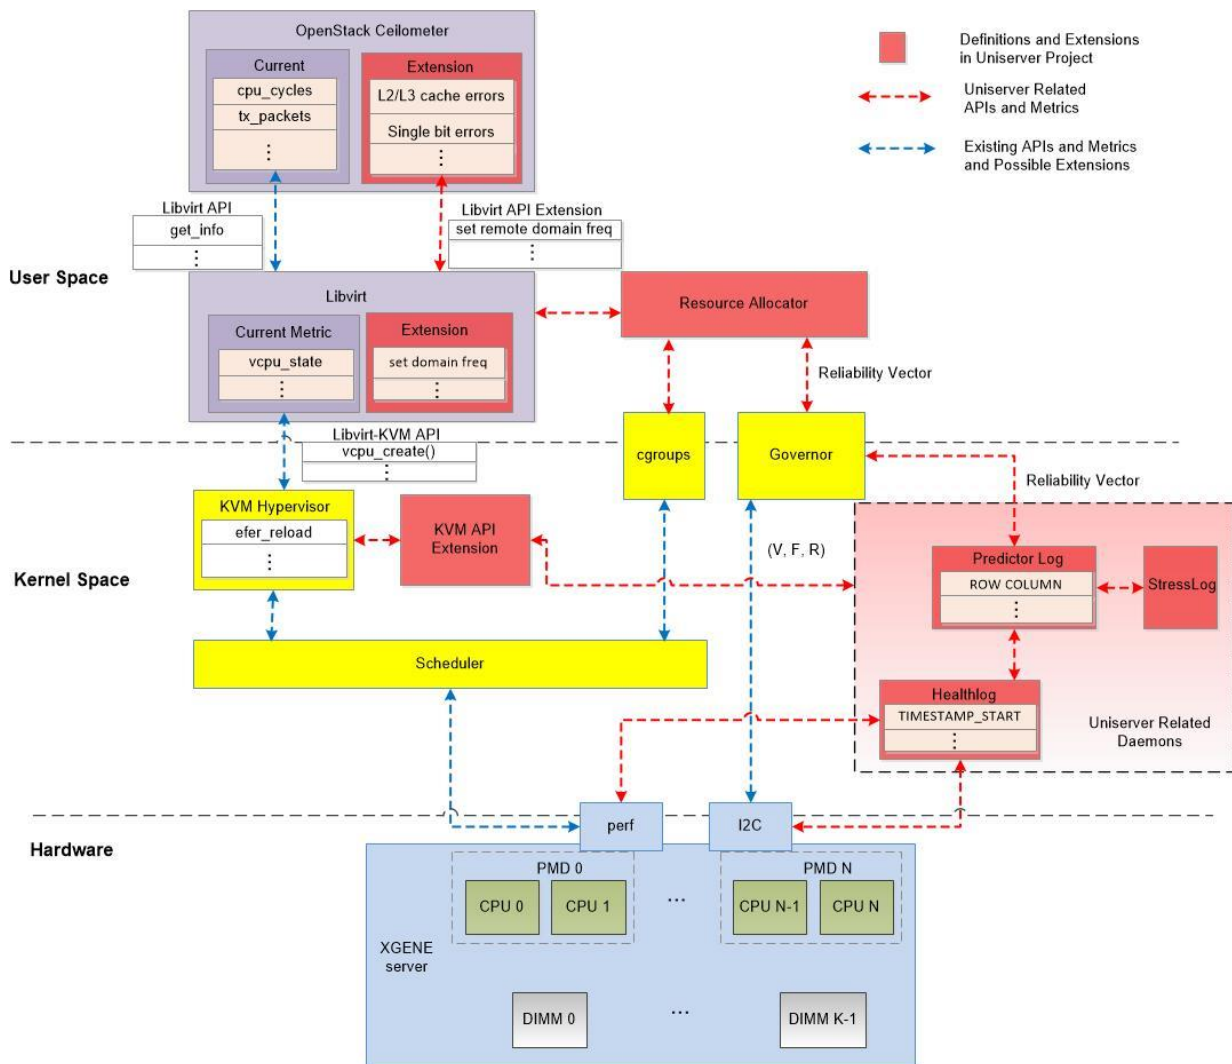 OpenStack Ceilometer
Current
cpu_cycles
tx_packets
Extension
L2/L3 cache errors
Single bit errors
Definitions and Extensions
in Uniserver Project
Uniserver Related
APIs and Metrics
Existing APIs and Metrics
and Possible Extensions
Libvirt API
get_info
Libvirt API Extension
set remote domain freq
User Space
Libvirt
Current Metric
vcpu_state
Extension
set domain freq
Resource Allocator
Reliability Vector
Libvirt-KVM API
vcpu_create()
cgroups
Governor
Reliability Vector
KVM Hypervisor
efer_reload
KVM API
Extension
(V, F, R)
Kernel Space
Predictor Log
ROW COLUMN
StressLog
Scheduler
Healthlog
TIMESTAMP_START
Uniserver Related
Daemons
Hardware
perf
I2C
PMD 0
CPU 0
CPU 1
...
PMD N
CPU N-1
CPU N
XGENE
server
DIMM 0
...
DIMM K-1